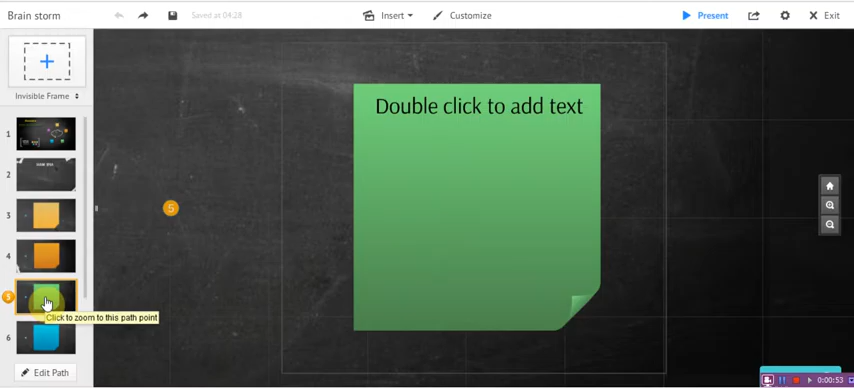 Brain storm
Saved at 04:28
Insert
Customize
Present
Exit
Invisible Frame
1
2
3
4
5
6
Click to zoom to this path point
Edit Path
5
Double click to add text
0:00:53